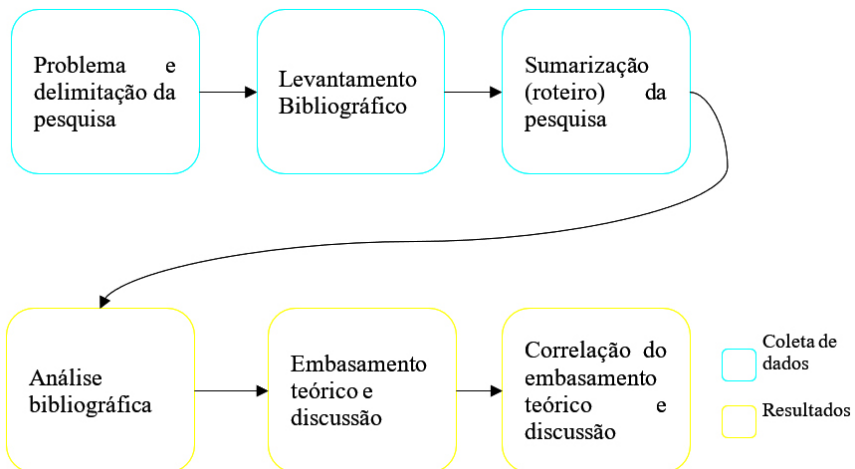 Problema e
delimitação da
pesquisa
Levantamento
Bibliográfico
Sumarização
(roteiro) da
pesquisa
Análise
bibliográfica
Embasamento
teórico e
discussão
Correlação do
embasamento
teórico e
discussão
Coleta de
dados
Resultados